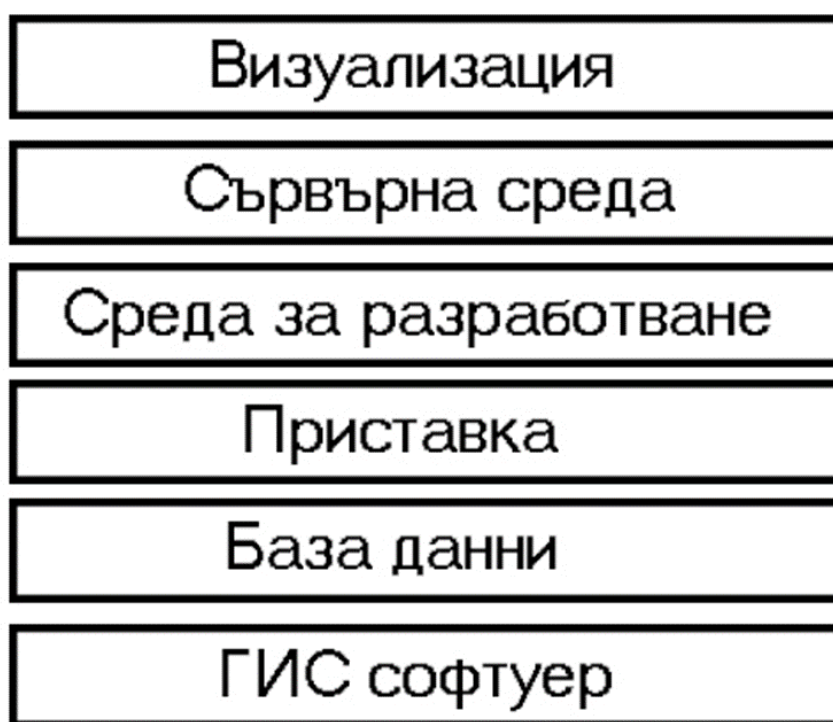 Визуализация
Сървърна среда
Среда за разработване
Приставка
База данни
ГИС софтуер